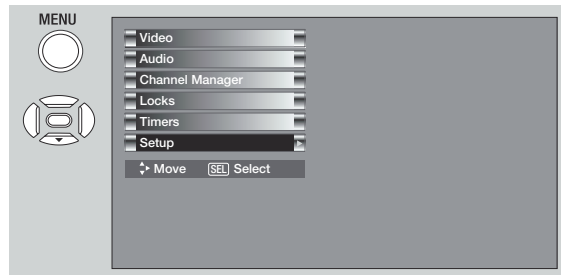 MENU
Video
Audio
Channel Manager
Locks
Timers
Setup
Move SEL Select